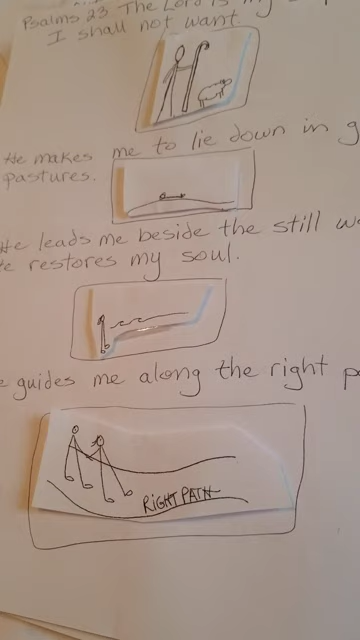 Psalms 23 The Lord is my
I shall not want.
He makes me to lie down in
pastures.
He leads me beside the still
He restores my soul.
guides me along the right
RIGHT PATH